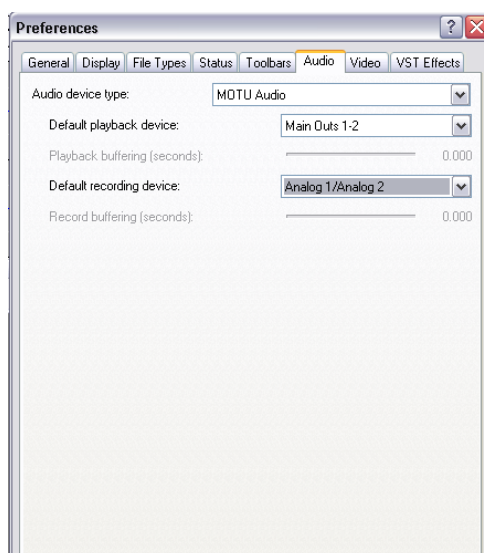 Preferences
General Display File Types Status Toolbars Audio Video VST Effects
Audio device type: MOTU Audio
Default playback device: Main Outs 1-2
Playback buffering (seconds): 0.000
Default recording device: Analog 1/Analog 2
Record buffering (seconds): 0.000